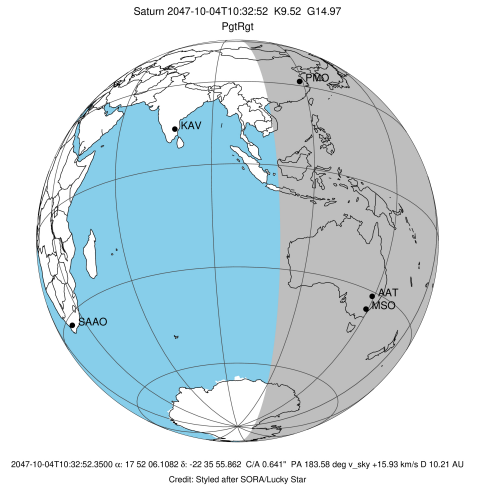 Saturn 2047-10-04T10:32:52 K9.52 G14.97
PgtRgt
PMO
KAV
AAT
MSO
SAAO
2047-10-04T10:32:52.3500 α: 17 52 06.1082 δ: -22 35 55.862 C/A 0.641" PA 183.58 deg v_sky +15.93 km/s D 10.21 AU
Credit: Styled after SORA/Lucky Star